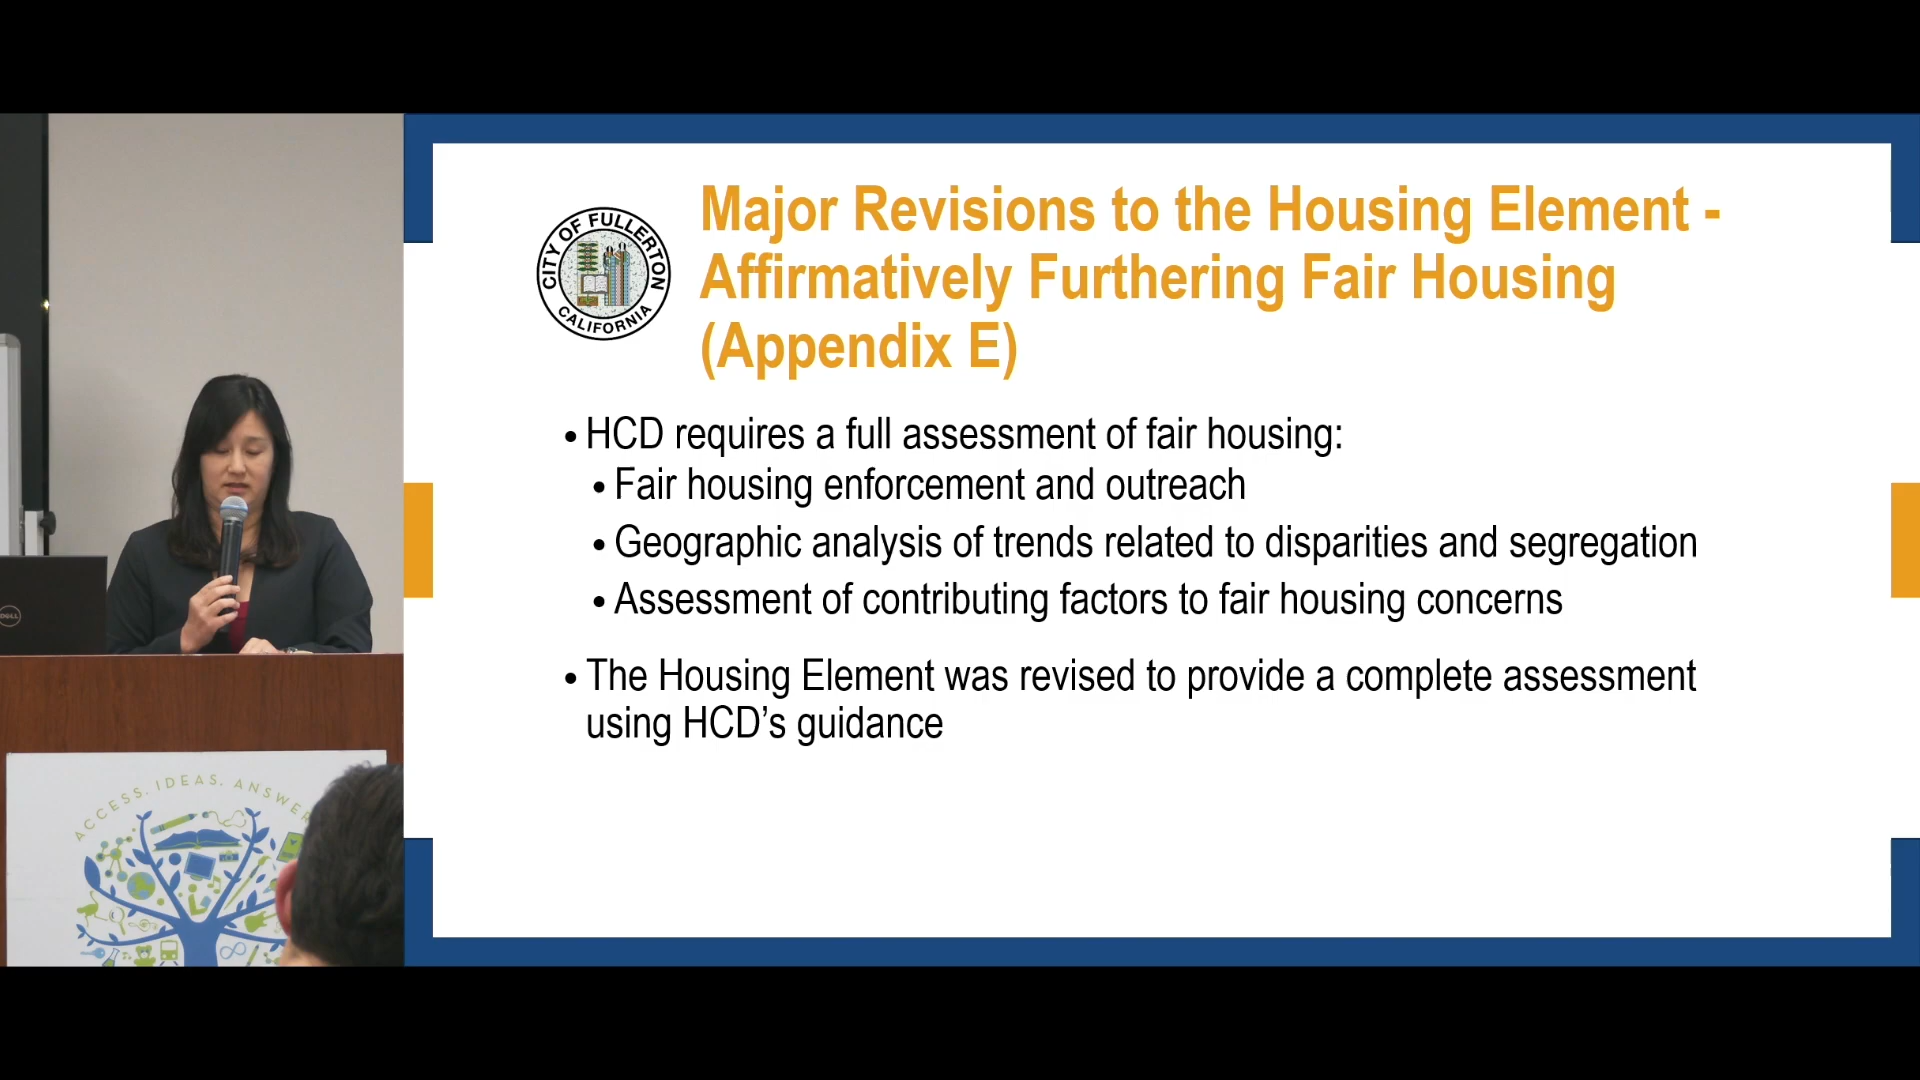 CITY OF FULLERTON
CALIFORNIA
Major Revisions to the Housing Element -
Affirmatively Furthering Fair Housing
(Appendix E)
• HCD requires a full assessment of fair housing:
• Fair housing enforcement and outreach
• Geographic analysis of trends related to disparities and segregation
• Assessment of contributing factors to fair housing concerns
• The Housing Element was revised to provide a complete assessment
using HCD’s guidance
DELL
ACCESS. IDEAS. ANSWER